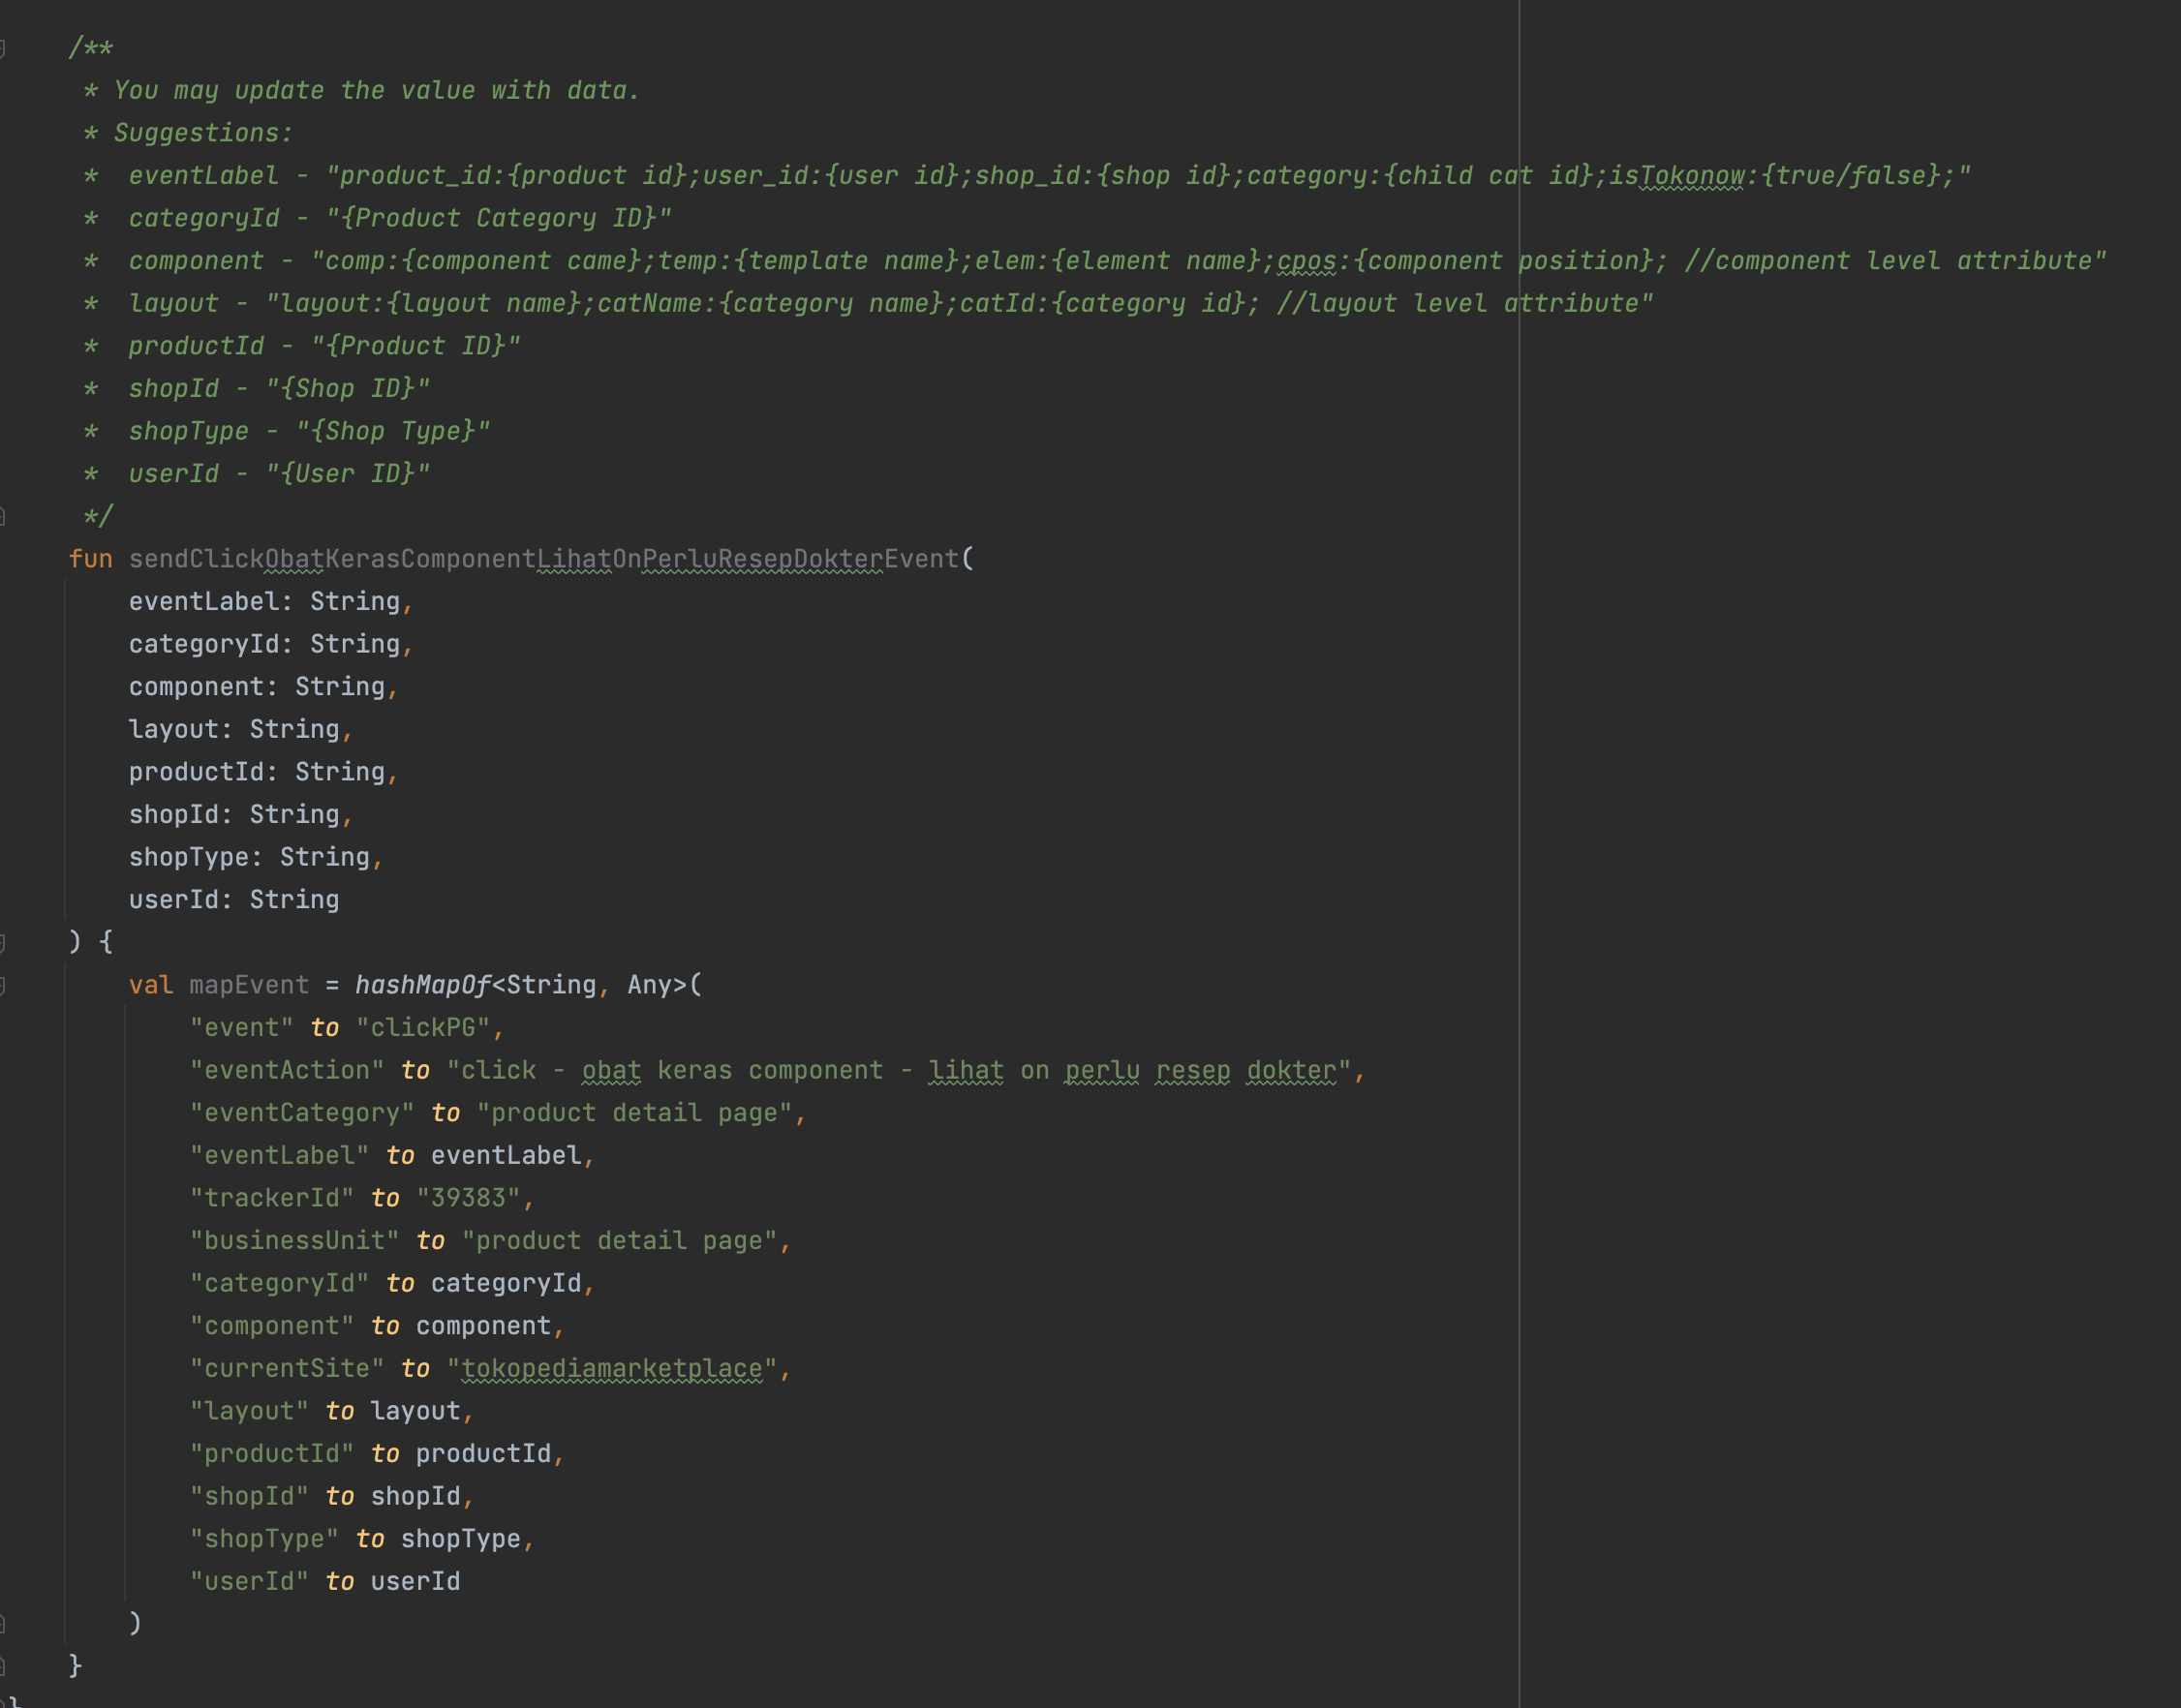 /**
 * You may update the value with data.
 * Suggestions:
 *  eventLabel - "product_id:{product id};user_id:{user id};shop_id:{shop id};category:{child cat id};isTokonow:{true/false};"
 *  categoryId - "{Product Category ID}"
 *  component - "comp:{component came};temp:{template name};elem:{element name};cpos:{component position}; //component level attribute"
 *  layout - "layout:{layout name};catName:{category name};catId:{category id}; //layout level attribute"
 *  productId - "{Product ID}"
 *  shopId - "{Shop ID}"
 *  shopType - "{Shop Type}"
 *  userId - "{User ID}"
 */
fun sendClickObatKerasComponentLihatOnPerluResepDokterEvent(
    eventLabel: String,
    categoryId: String,
    component: String,
    layout: String,
    productId: String,
    shopId: String,
    shopType: String,
    userId: String
) {
    val mapEvent = hashMapOf<String, Any>(
        "event" to "clickPG",
        "eventAction" to "click - obat keras component - lihat on perlu resep dokter",
        "eventCategory" to "product detail page",
        "eventLabel" to eventLabel,
        "trackerId" to "39383",
        "businessUnit" to "product detail page",
        "categoryId" to categoryId,
        "component" to component,
        "currentSite" to "tokopediamarketplace",
        "layout" to layout,
        "productId" to productId,
        "shopId" to shopId,
        "shopType" to shopType,
        "userId" to userId
    )
}
}